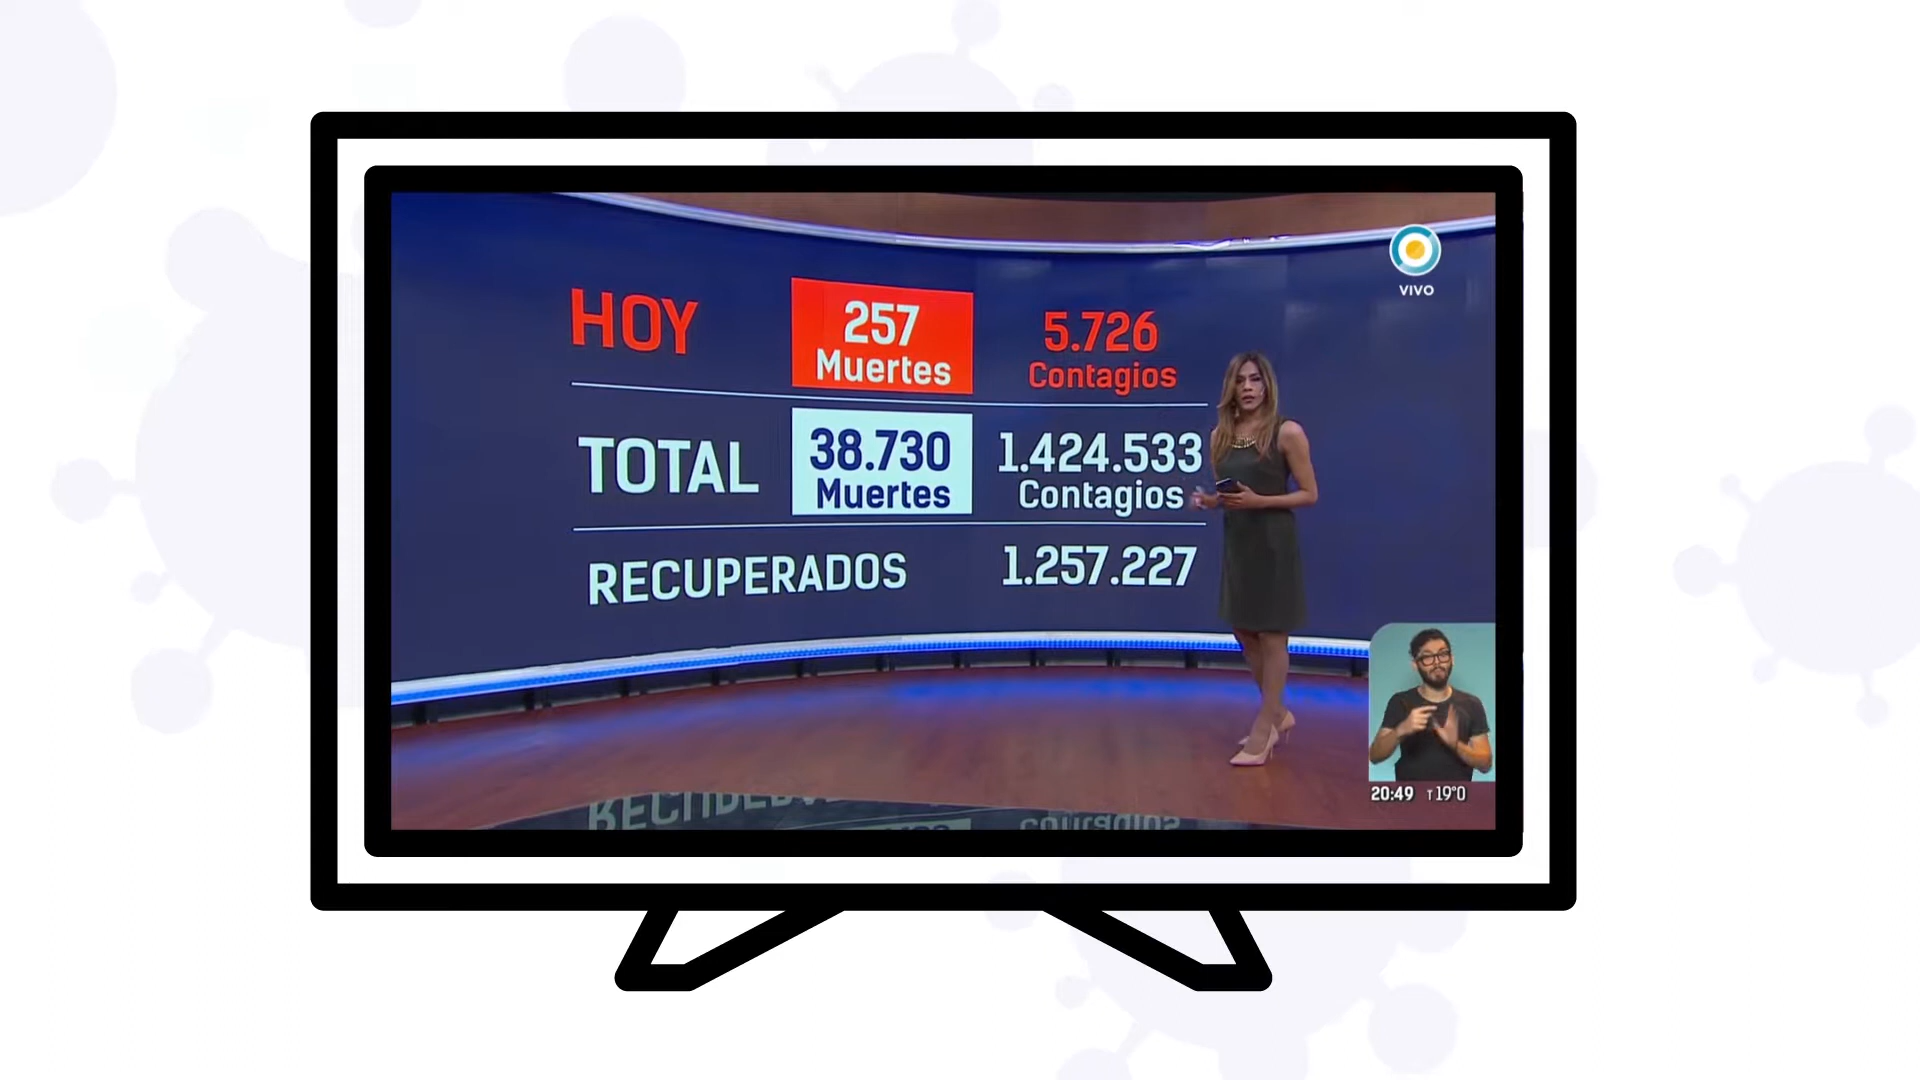 HOY
257
Muertes
5.726
Contagios
TOTAL
38.730
Muertes
1.424.533
Contagios
RECUPERADOS
1.257.227
VIVO
20:49 T 19°0